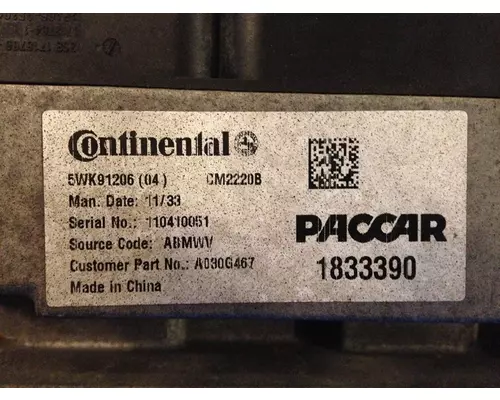 Continental
5WK91206 (04) CM2220B
Man. Date: 11/33
Serial No.: 110410051
Source Code: ABMWV
Customer Part No.: A030G467
Made in China
PACCAR
1833390